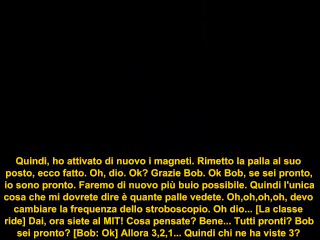 Quindi, ho attivato di nuovo i magneti. Rimetto la palla al suo
posto, ecco fatto. Oh, dio. Ok? Grazie Bob. Ok Bob, se sei pronto,
io sono pronto. Faremo di nuovo più buio possibile. Quindi l'unica
cosa che mi dovrete dire è quante palle vedete. Oh,oh,oh,oh, devo
cambiare la frequenza dello stroboscopio. Oh dio... [La classe
ride] Dai, ora siete al MIT! Cosa pensate? Bene... Tutti pronti? Bob
sei pronto? [Bob: Ok] Allora 3,2,1... Quindi chi ne ha viste 3?